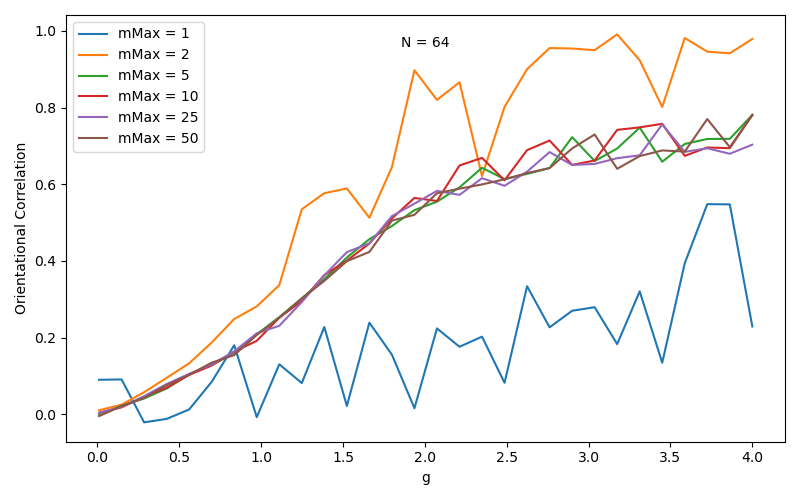 N = 64
mMax = 1
mMax = 2
mMax = 5
mMax = 10
mMax = 25
mMax = 50
Orientational Correlation
1.0
0.8
0.6
0.4
0.2
0.0
0.0 0.5 1.0 1.5 2.0 2.5 3.0 3.5 4.0
g